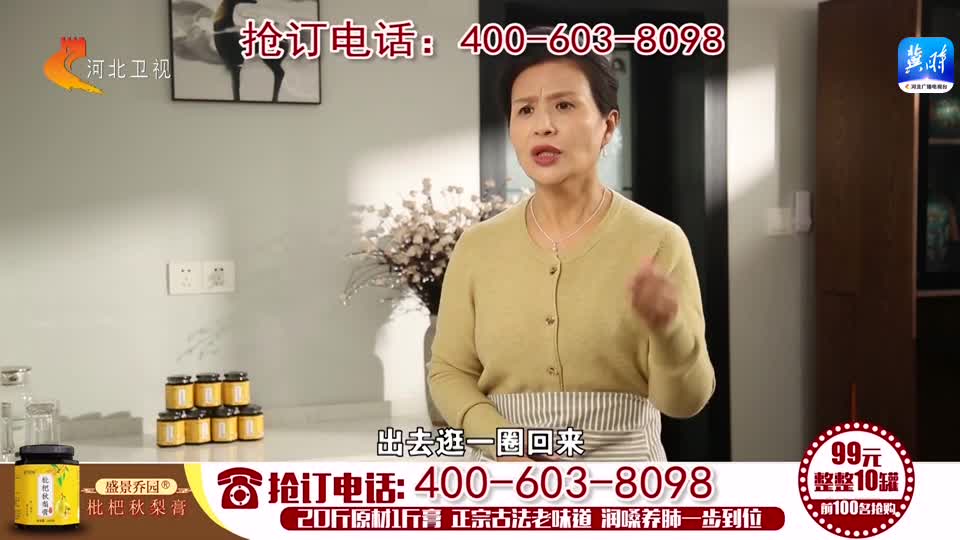 抢订电话：400-603-8098
河北卫视
冀时
河北广播电视台
出去逛一圈回来
枇杷秋梨膏
盛景乔园®
枇杷秋梨膏
抢订电话:400-603-8098
20斤原材1斤膏 正宗古法老味道 润嗓养肺一步到位
99元
整整10罐
前100名抢购